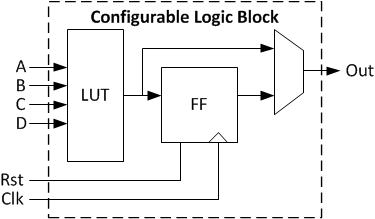 Configurable Logic Block
A
B
C
D
LUT
FF
Out
Rst
Clk